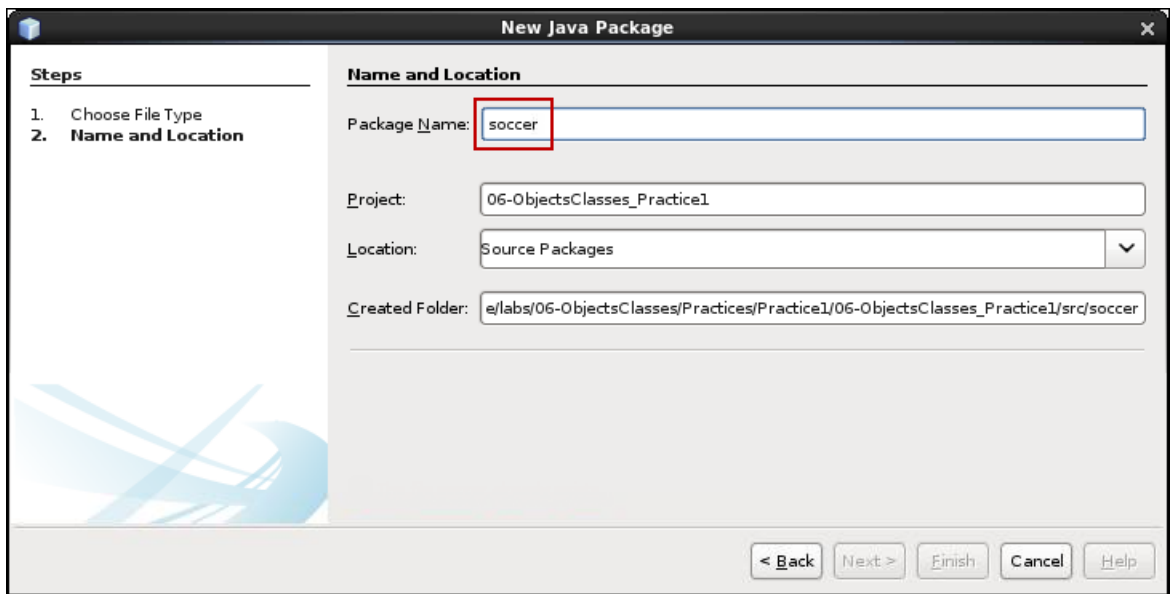 New Java Package
Steps
1. Choose File Type
2. Name and Location
Name and Location
Package Name: soccer
Project: 06-ObjectsClasses_Practice1
Location: Source Packages
Created Folder: e/labs/06-ObjectsClasses/Practices/Practice1/06-ObjectsClasses_Practice1/src/soccer
< Back Next > Finish Cancel Help